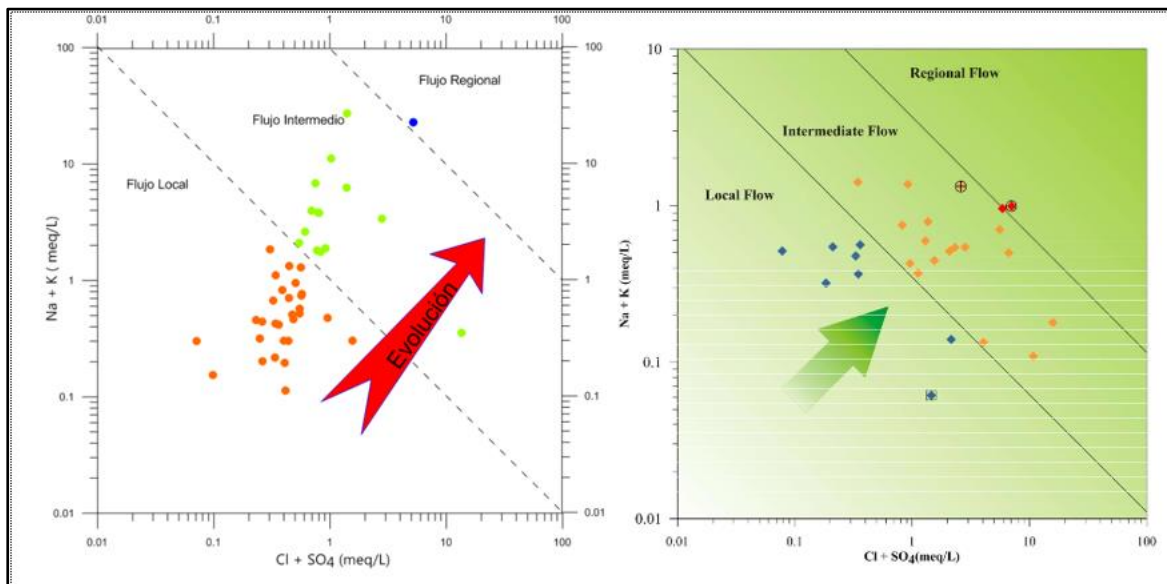 0.01 0.1 1 10 100
100 100
10 10
1 1
0.1 0.1
0.01 0.01
0.01 0.1 1 10 100
Na + K ( meq/L)
Cl + SO4 (meq/L)
Flujo Regional
Flujo Intermedio
Flujo Local
Evolución
10
1
0.1
0.01
0.01 0.1 1 10 100
Na + K (meq/L)
Cl + SO4(meq/L)
Regional Flow
Intermediate Flow
Local Flow